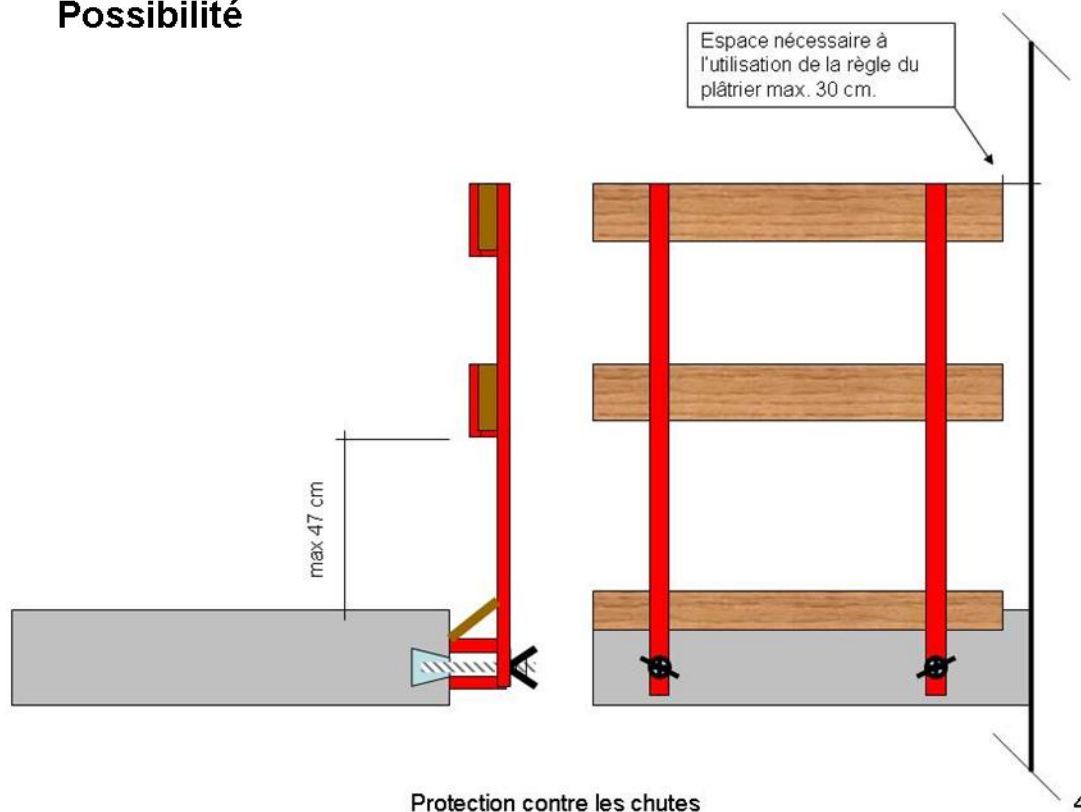 Possibilité
Espace nécessaire à
l'utilisation de la règle du
plâtrier max. 30 cm.
max 47 cm
Protection contre les chutes
4